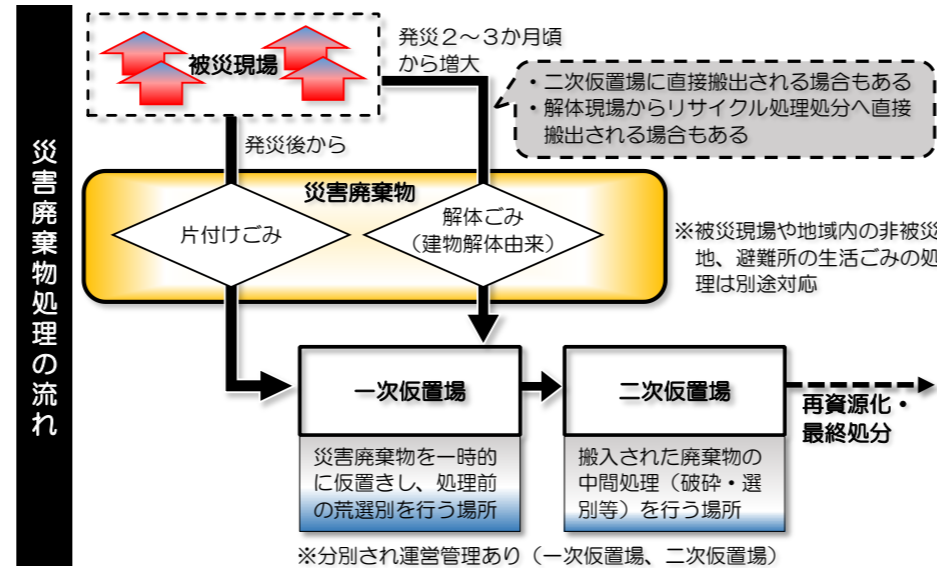 災害廃棄物処理の流れ
被災現場
発災２～３か月頃
から増大
・二次仮置場に直接搬出される場合もある
・解体現場からリサイクル処理処分へ直接
搬出される場合もある
発災後から
災害廃棄物
片付けごみ
解体ごみ
（建物解体由来）
※被災現場や地域内の非被災
地、避難所の生活ごみの処
理は別途対応
一次仮置場
二次仮置場
再資源化・
最終処分
災害廃棄物を一時的
に仮置きし、処理前
の荒選別を行う場所
搬入された廃棄物の
中間処理（破砕・選
別等）を行う場所
※分別され運営管理あり（一次仮置場、二次仮置場）